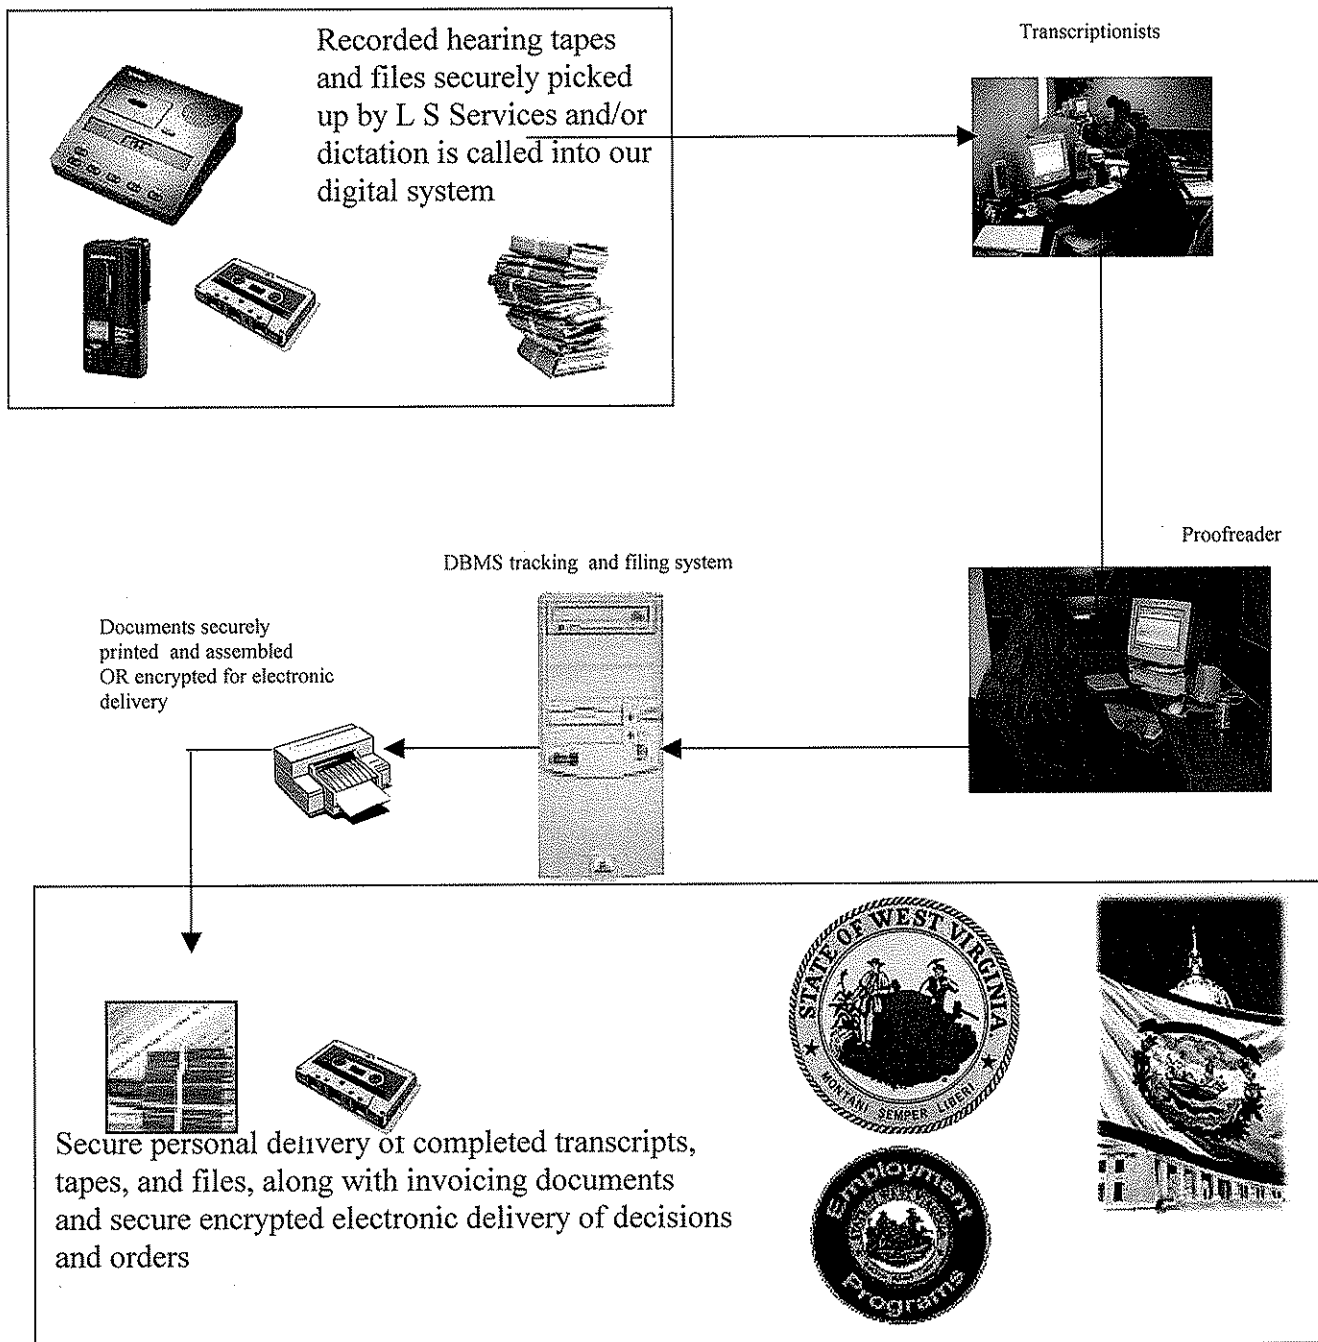 Recorded hearing tapes
and files securely picked
up by L S Services and/or
dictation is called into our
digital system
Transcriptionists
Proofreader
DBMS tracking and filing system
Documents securely
printed and assembled
OR encrypted for electronic
delivery
STATE OF WEST VIRGINIA
MONTANI SEMPER LIBERI
Employment
Programs
Secure personal delivery of completed transcripts,
tapes, and files, along with invoicing documents
and secure encrypted electronic delivery of decisions
and orders